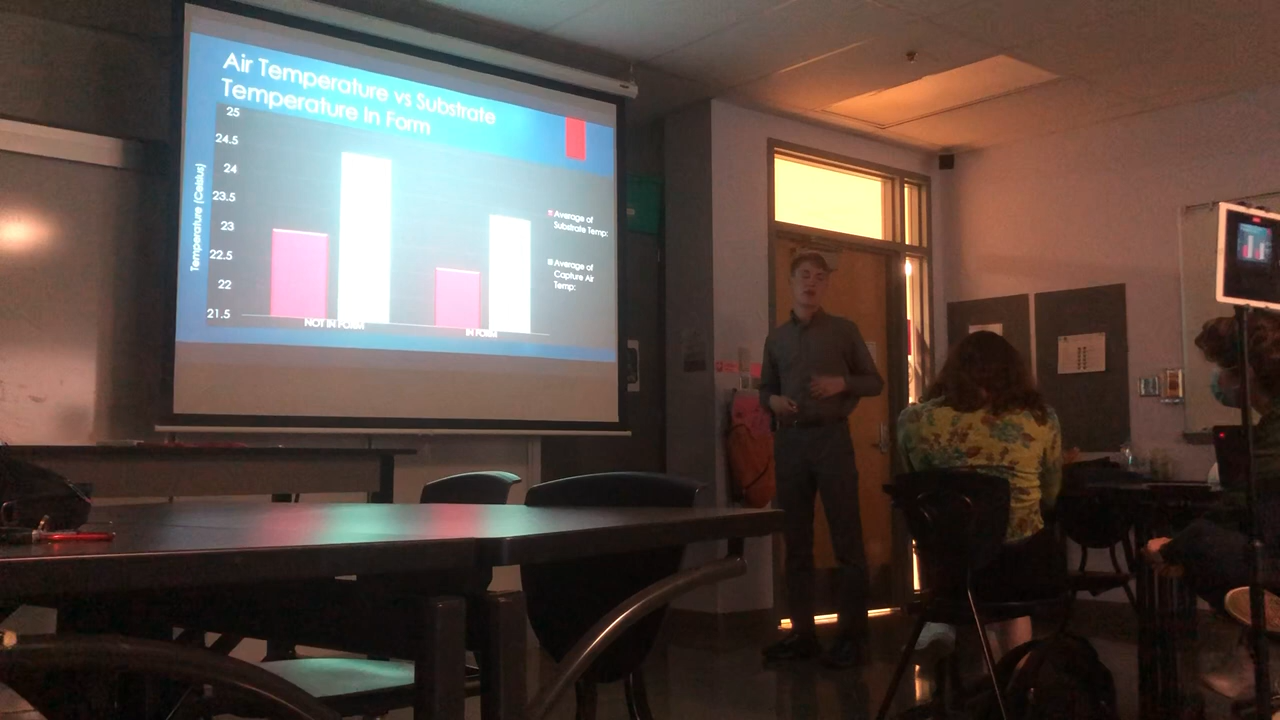 Air Temperature vs Substrate
Temperature In Form
25
24.5
24
23.5
23
22.5
22
21.5
Temperature (Celsius)
NOT IN FORM
IN FORM
Average of
Substrate Temp:
Average of
Capture Air
Temp: